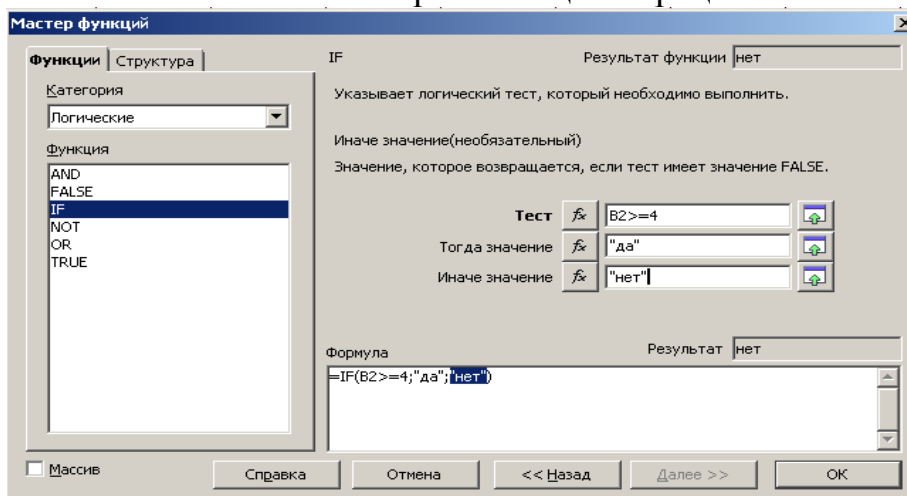 Мастер функций
Функции Структура
Категория
Логические
Функция
AND
FALSE
IF
NOT
OR
TRUE
IF Результат функции нет
Указывает логический тест, который необходимо выполнить.
Иначе значение(необязательный)
Значение, которое возвращается, если тест имеет значение FALSE.
Тест fx B2>=4
Тогда значение fx "да"
Иначе значение fx "нет"
Формула Результат нет
=IF(B2>=4;"да";"нет")
Массив Справка Отмена << Назад Далее >> OK